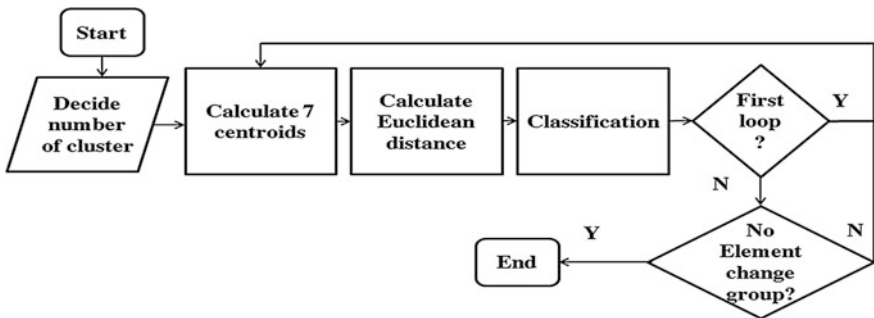 Start
Decide
number
of cluster
Calculate 7
centroids
Calculate
Euclidean
distance
Classification
First
loop
?
Y
N
No
Element
change
group?
N
Y
End